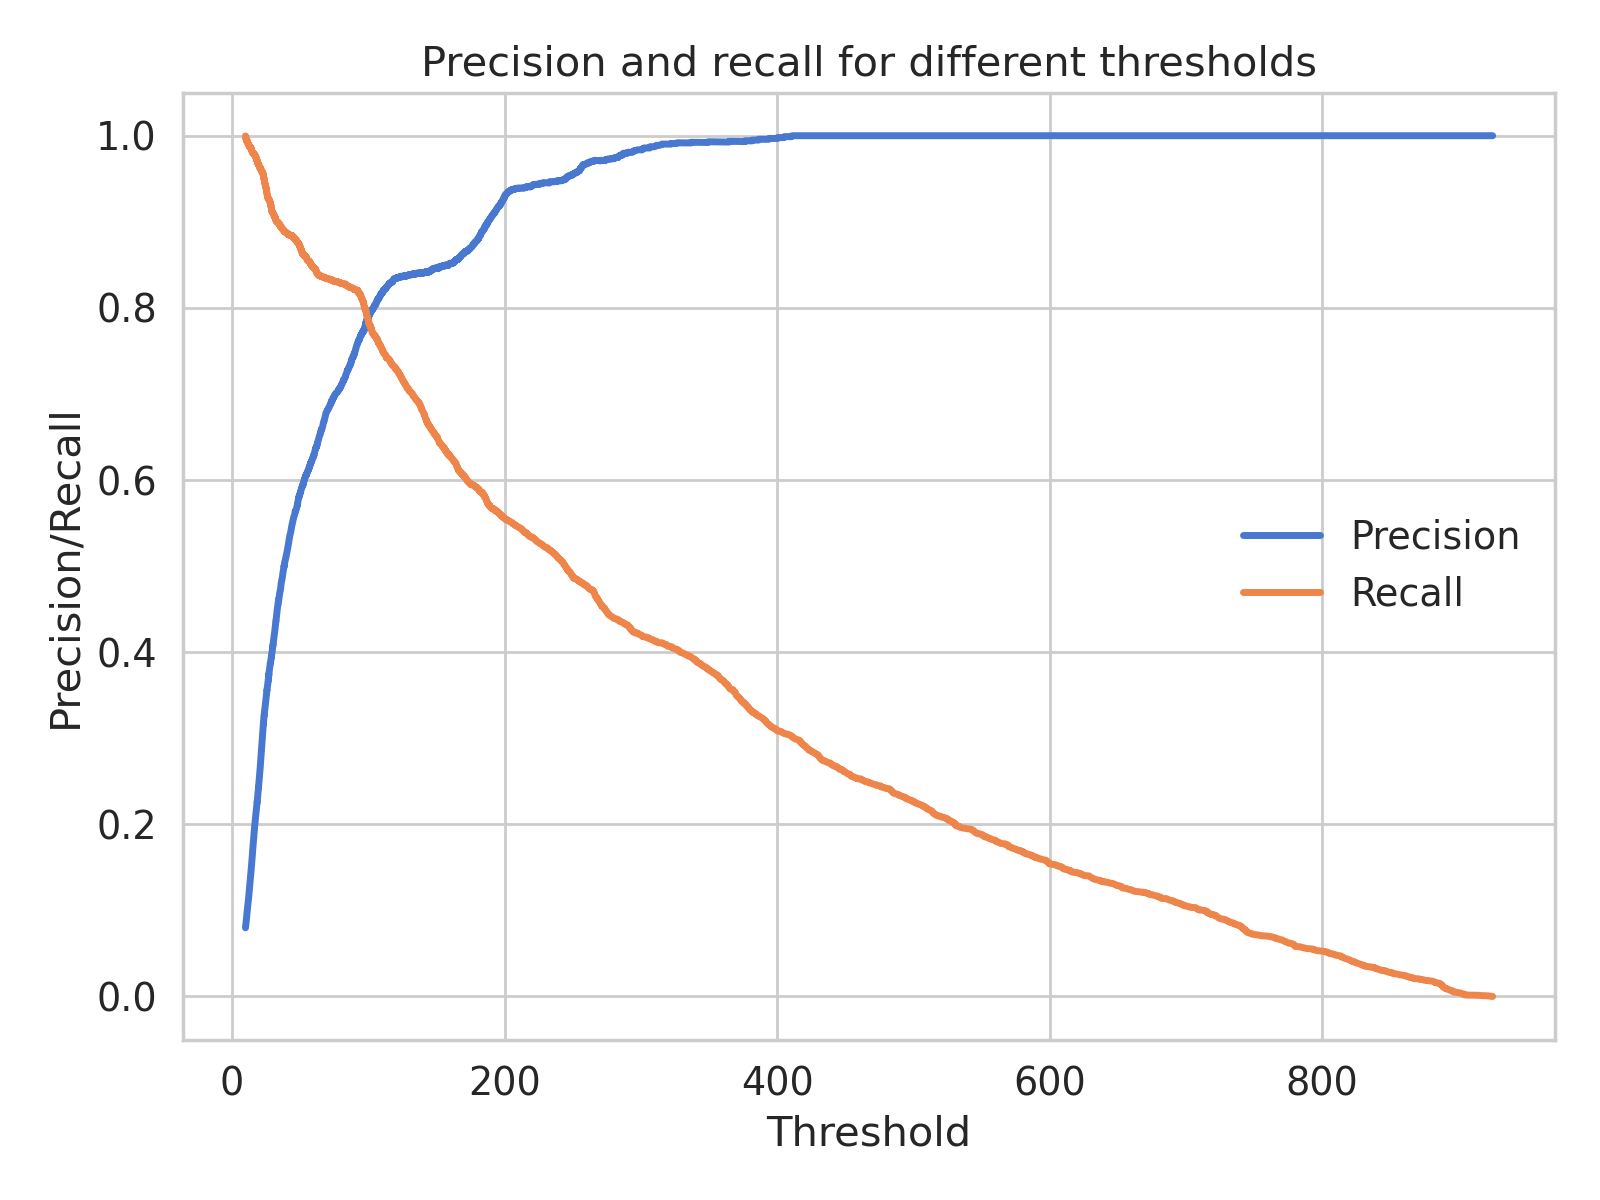 Precision and recall for different thresholds
1.0
0.8
0.6
0.4
0.2
0.0
Precision/Recall
Precision
Recall
0 200 400 600 800
Threshold